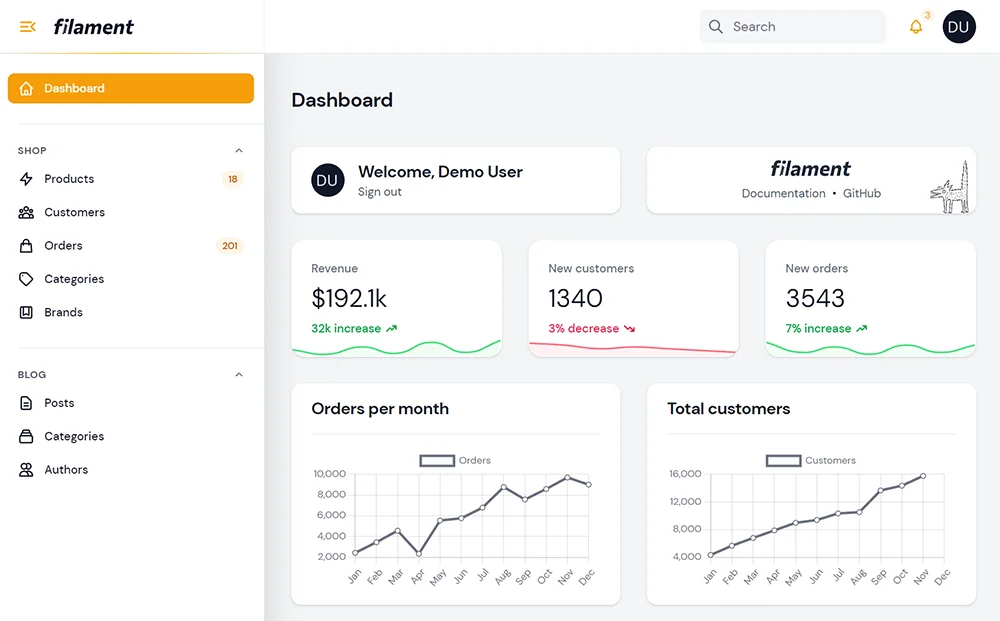 filament
Search
3
DU
Dashboard
SHOP
Products 18
Customers
Orders 201
Categories
Brands
BLOG
Posts
Categories
Authors
Dashboard
DU
Welcome, Demo User
Sign out
filament
Documentation • GitHub
Revenue
$192.1k
32k increase
New customers
1340
3% decrease
New orders
3543
7% increase
Orders per month
Orders
10,000
8,000
6,000
4,000
2,000
Jan Feb Mar Apr May Jun Jul Aug Sep Oct Nov Dec
Total customers
Customers
16,000
12,000
8,000
4,000
Jan Feb Mar Apr May Jun Jul Aug Sep Oct Nov Dec